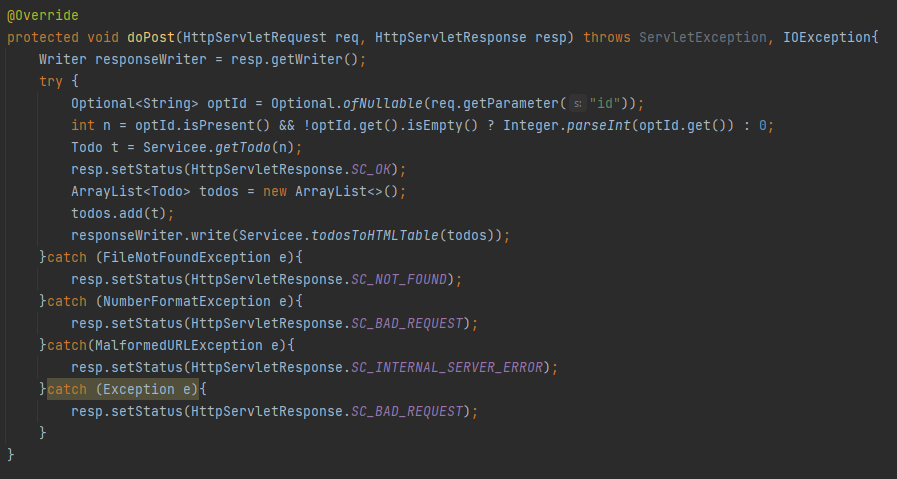 @Override
protected void doPost(HttpServletRequest req, HttpServletResponse resp) throws ServletException, IOException{
    Writer responseWriter = resp.getWriter();
    try {
        Optional<String> optId = Optional.ofNullable(req.getParameter( s: "id"));
        int n = optId.isPresent() && !optId.get().isEmpty() ? Integer.parseInt(optId.get()) : 0;
        Todo t = Servicee.getTodo(n);
        resp.setStatus(HttpServletResponse.SC_OK);
        ArrayList<Todo> todos = new ArrayList<>();
        todos.add(t);
        responseWriter.write(Servicee.todosToHTMLTable(todos));
    }catch (FileNotFoundException e){
        resp.setStatus(HttpServletResponse.SC_NOT_FOUND);
    }catch (NumberFormatException e){
        resp.setStatus(HttpServletResponse.SC_BAD_REQUEST);
    }catch(MalformedURLException e){
        resp.setStatus(HttpServletResponse.SC_INTERNAL_SERVER_ERROR);
    }catch (Exception e){
        resp.setStatus(HttpServletResponse.SC_BAD_REQUEST);
    }
}